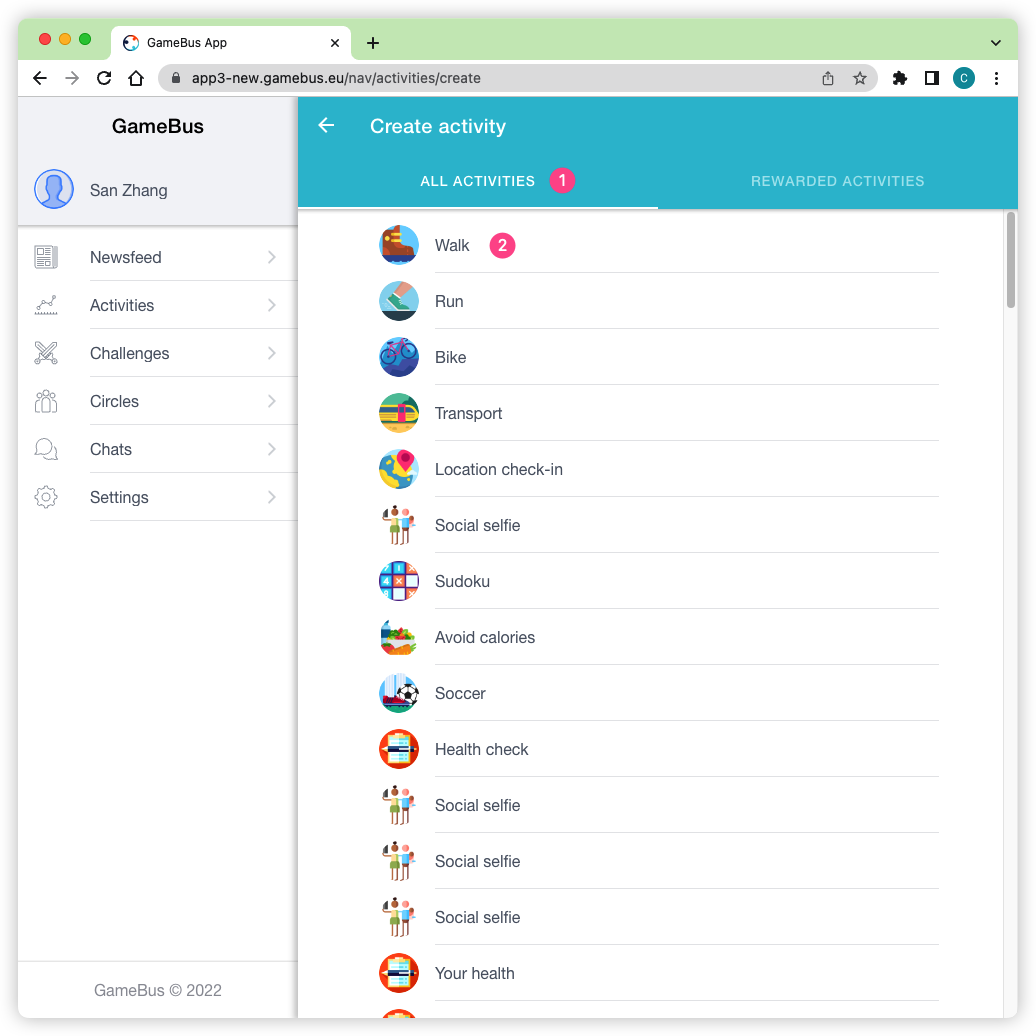 GameBus App
app3-new.gamebus.eu/nav/activities/create
C
GameBus
San Zhang
Newsfeed
Activities
Challenges
Circles
Chats
Settings
GameBus © 2022
Create activity
ALL ACTIVITIES 1
REWARDED ACTIVITIES
Walk 2
Run
Bike
Transport
Location check-in
Social selfie
Sudoku
Avoid calories
Soccer
Health check
Social selfie
Social selfie
Social selfie
Your health